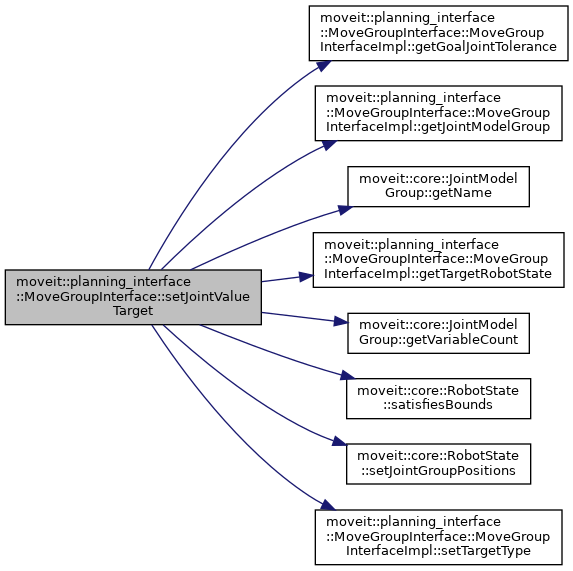 moveit::planning_interface
::MoveGroupInterface::MoveGroup
InterfaceImpl::getGoalJointTolerance
moveit::planning_interface
::MoveGroupInterface::MoveGroup
InterfaceImpl::getJointModelGroup
moveit::core::JointModel
Group::getName
moveit::planning_interface
::MoveGroupInterface::MoveGroup
InterfaceImpl::getTargetRobotState
moveit::planning_interface
::MoveGroupInterface::setJointValue
Target
moveit::core::JointModel
Group::getVariableCount
moveit::core::RobotState
::satisfiesBounds
moveit::core::RobotState
::setJointGroupPositions
moveit::planning_interface
::MoveGroupInterface::MoveGroup
InterfaceImpl::setTargetType